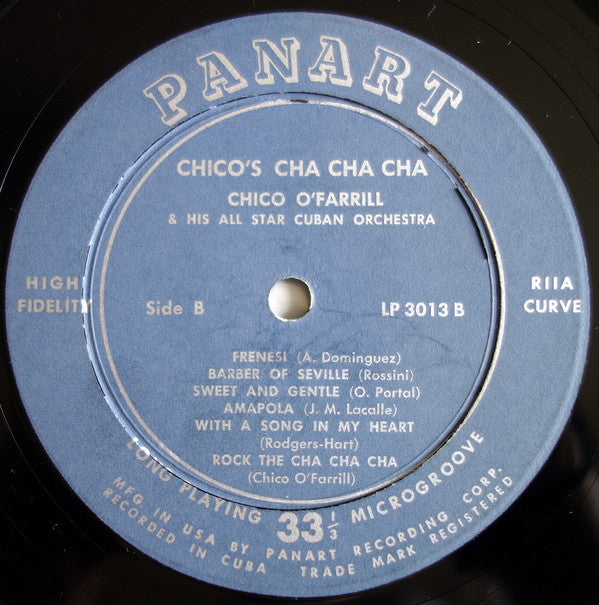 PANART
CHICO'S CHA CHA CHA
CHICO O'FARRILL
& HIS ALL STAR CUBAN ORCHESTRA
HIGH
FIDELITY
Side B
LP 3013 B
RIIA
CURVE
FRENESI (A. Dominguez)
BARBER OF SEVILLE (Rossini)
SWEET AND GENTLE (O. Portal)
AMAPOLA (J. M. Lacalle)
WITH A SONG IN MY HEART
(Rodgers-Hart)
ROCK THE CHA CHA CHA
(Chico O'Farrill)
LONG PLAYING 33 1/3 MICROGROOVE
MFG. IN USA BY PANART RECORDING CORP.
RECORDED IN CUBA TRADE MARK REGISTERED